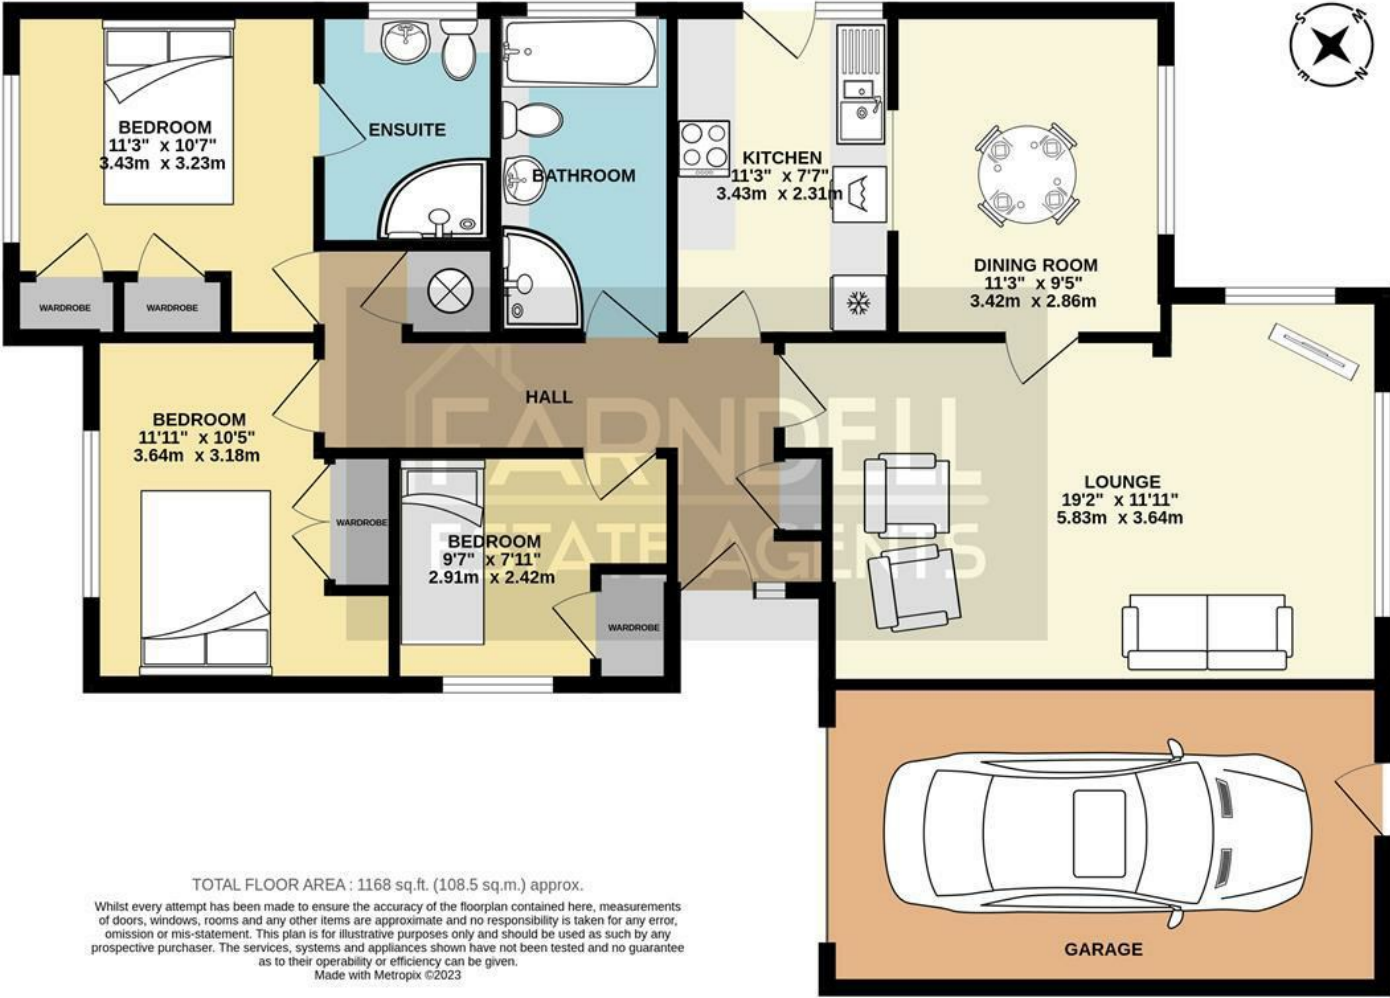 S
W
E
N
BEDROOM
11'3" x 10'7"
3.43m x 3.23m
ENSUITE
BATHROOM
KITCHEN
11'3" x 7'7"
3.43m x 2.31m
DINING ROOM
11'3" x 9'5"
3.42m x 2.86m
WARDROBE
WARDROBE
HALL
BEDROOM
11'11" x 10'5"
3.64m x 3.18m
WARDROBE
FARNDELL
ESTATE AGENTS
BEDROOM
9'7" x 7'11"
2.91m x 2.42m
WARDROBE
LOUNGE
19'2" x 11'11"
5.83m x 3.64m
GARAGE
TOTAL FLOOR AREA : 1168 sq.ft. (108.5 sq.m.) approx.
Whilst every attempt has been made to ensure the accuracy of the floorplan contained here, measurements
of doors, windows, rooms and any other items are approximate and no responsibility is taken for any error,
omission or mis-statement. This plan is for illustrative purposes only and should be used as such by any
prospective purchaser. The services, systems and appliances shown have not been tested and no guarantee
as to their operability or efficiency can be given.
Made with Metropix ©2023